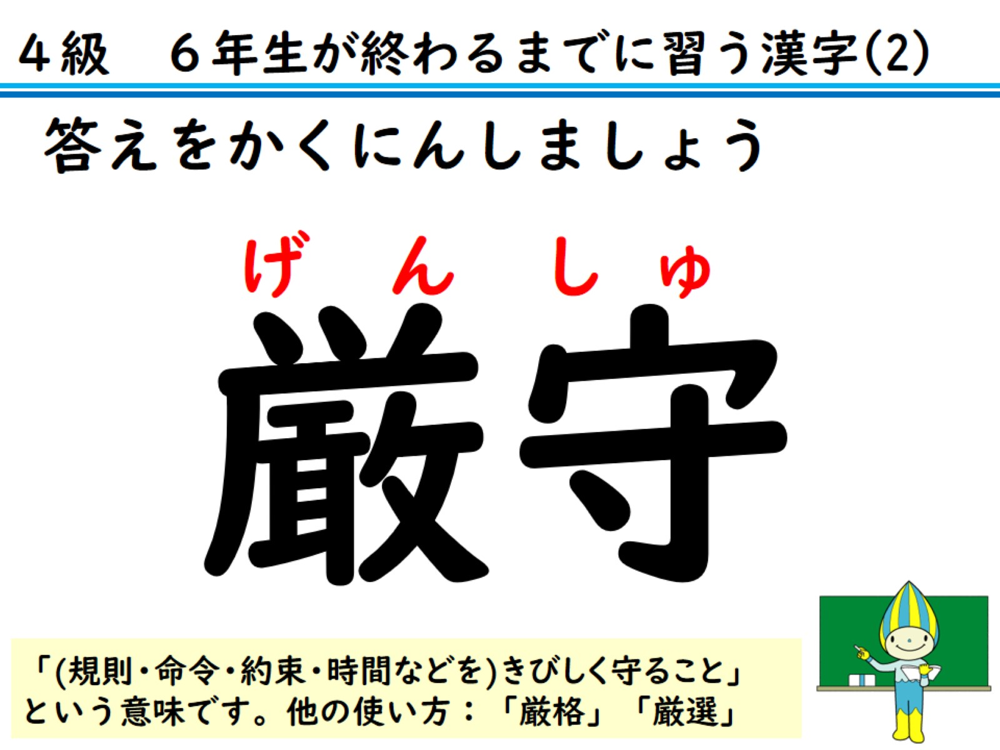 ４級　６年生が終わるまでに習う漢字(2)
答えをかくにんしましょう
げんしゅ
厳守
「(規則・命令・約束・時間などを)きびしく守ること」
という意味です。他の使い方：「厳格」「厳選」